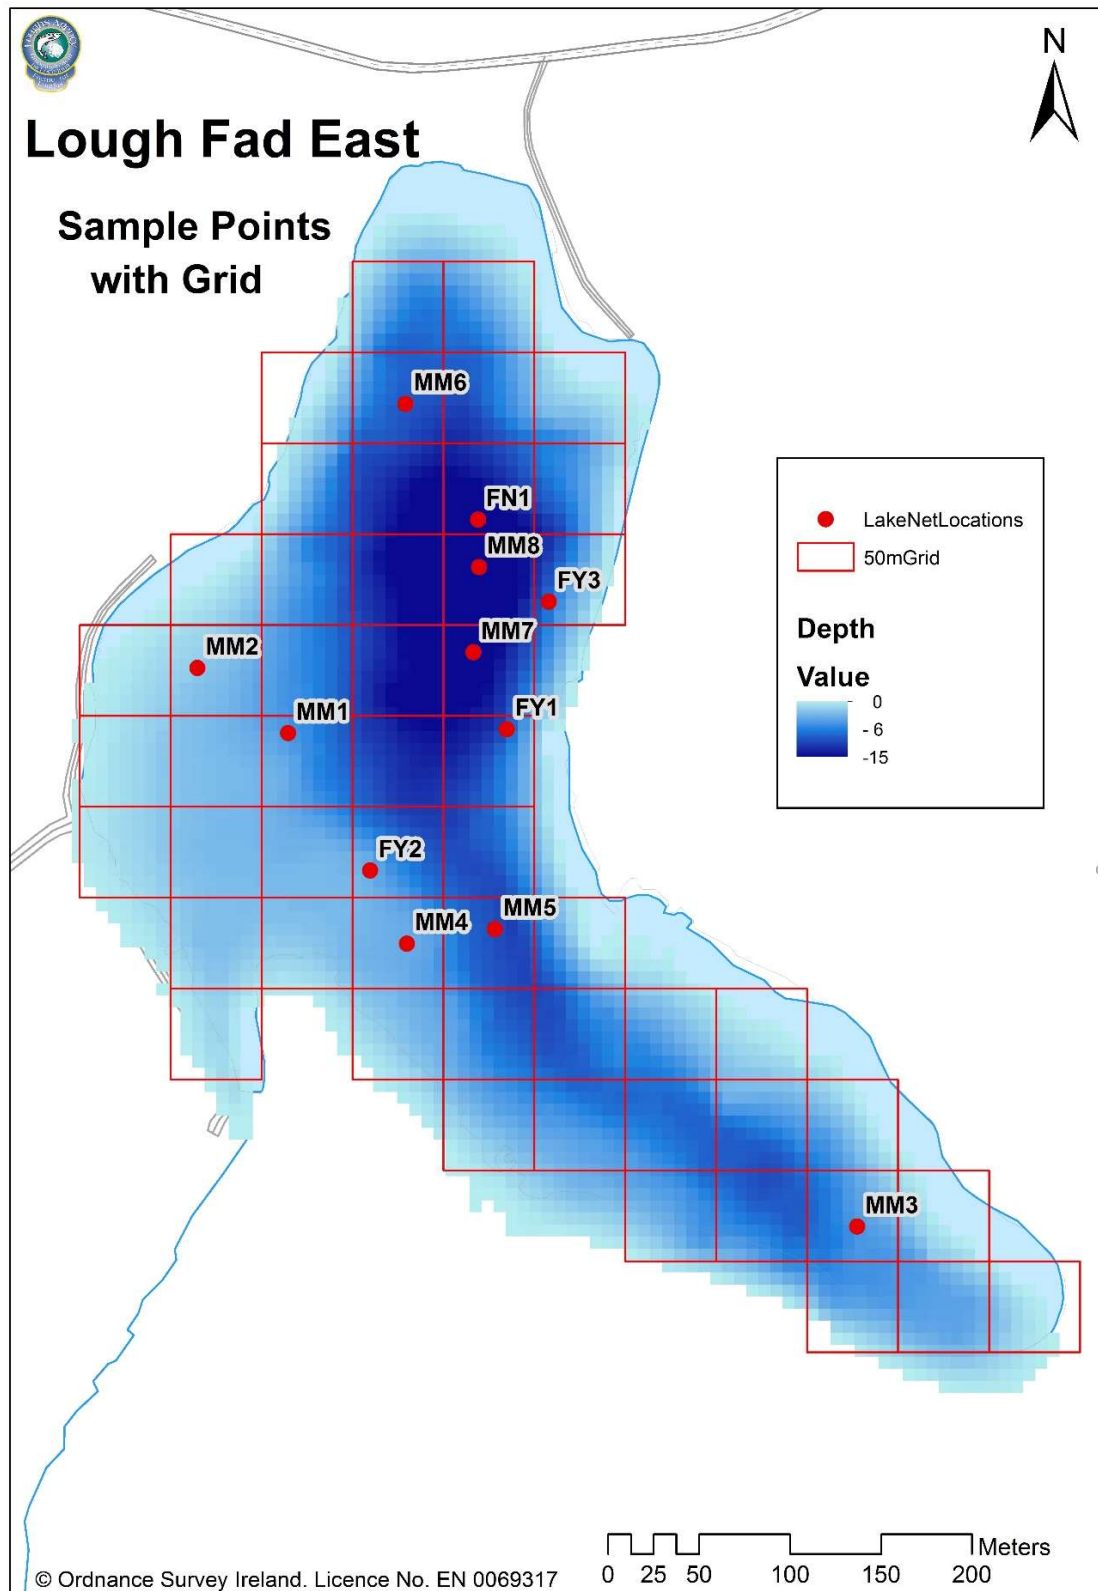 Lough Fad East
Sample Points
with Grid
N
MM6
FN1
MM8
FY3
MM7
MM2
MM1
FY1
FY2
MM5
MM4
MM3
LakeNetLocations
50mGrid
Depth
Value
0
- 6
-15
Meters
0 25 50 100 150 200
© Ordnance Survey Ireland. Licence No. EN 0069317